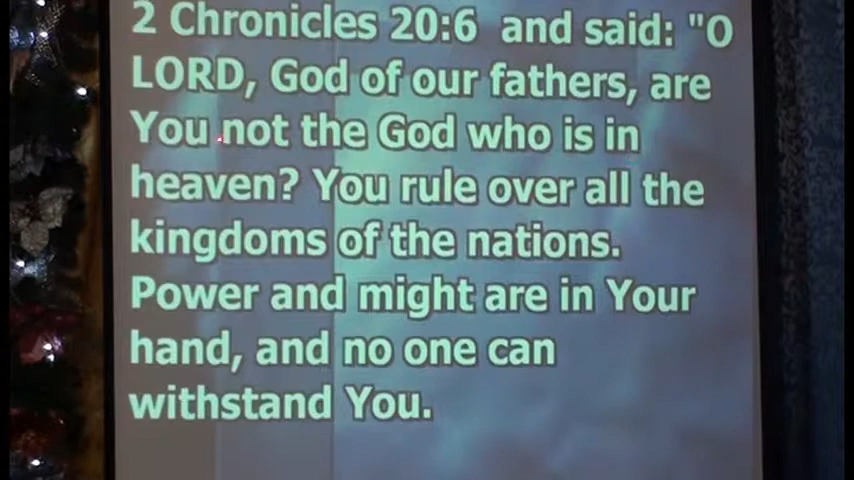 2 Chronicles 20:6 and said: "O
LORD, God of our fathers, are
You not the God who is in
heaven? You rule over all the
kingdoms of the nations.
Power and might are in Your
hand, and no one can
withstand You.